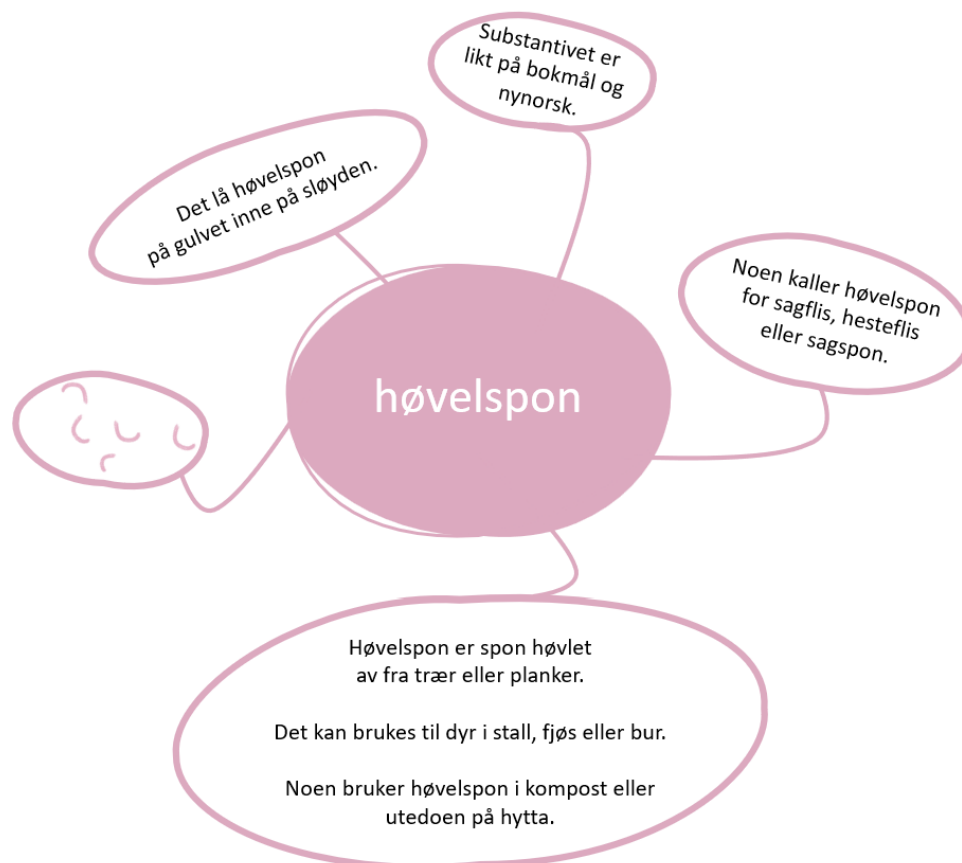 Substantivet er
likt på bokmål og
nynorsk.
Det lå høvelspon
på gulvet inne på sløyden.
Noen kaller høvelspon
for sagflis, hesteflis
eller sagspon.
høvelspon
Høvelspon er spon høvlet
av fra trær eller planker.
Det kan brukes til dyr i stall, fjøs eller bur.
Noen bruker høvelspon i kompost eller
utedoen på hytta.